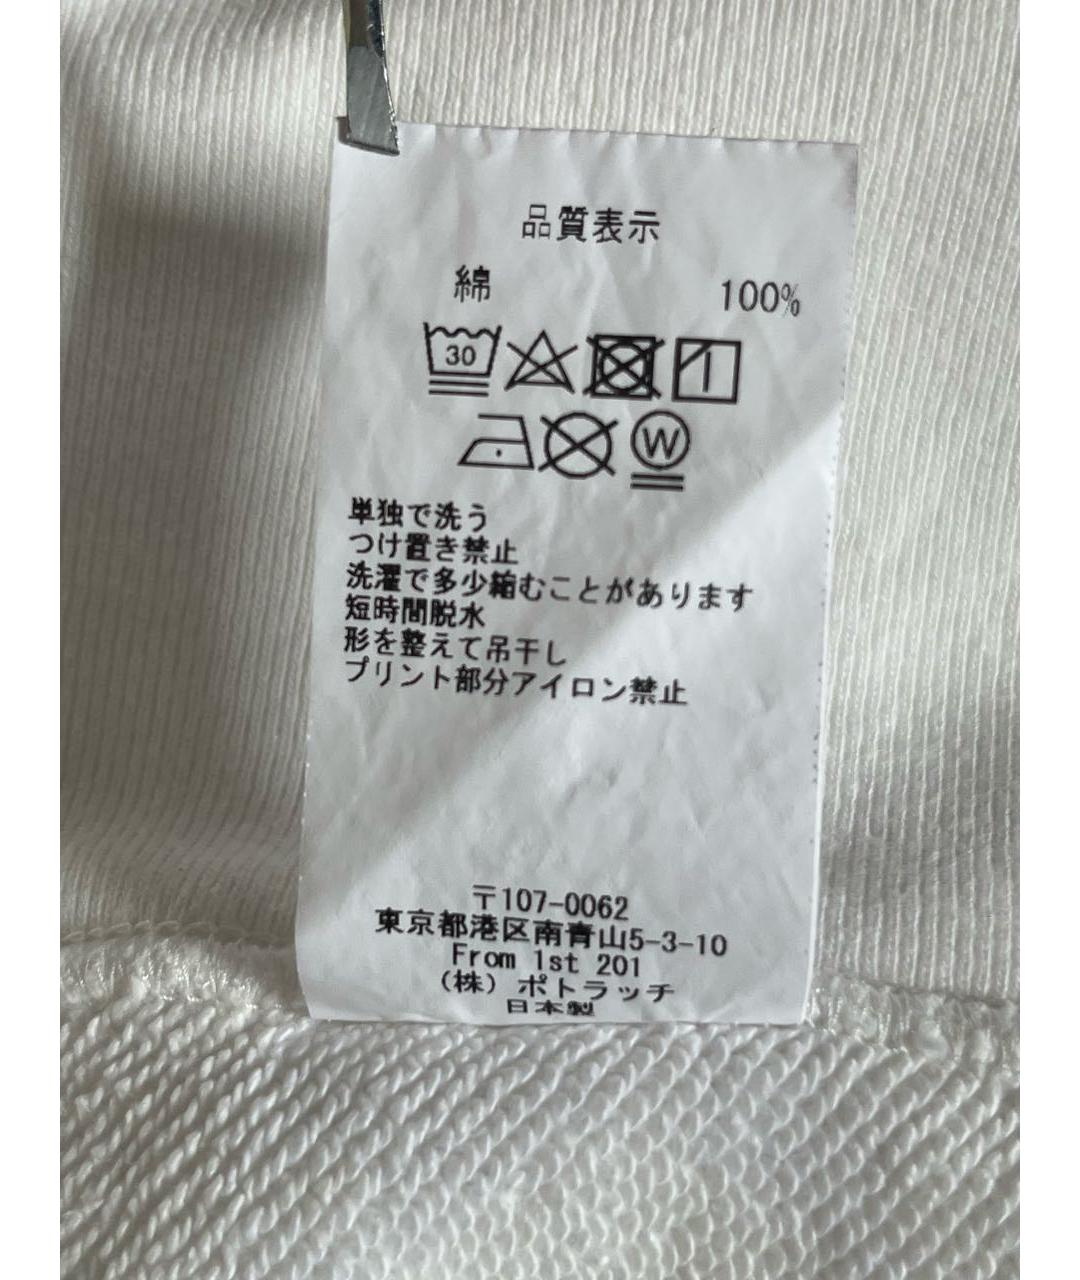 品質表示
綿 100%
30
W
単独で洗う
つけ置き禁止
洗濯で多少縮むことがあります
短時間脱水
形を整えて吊干し
プリント部分アイロン禁止
〒107-0062
東京都港区南青山5-3-10
From 1st 201
(株) ポトラッチ
日本製